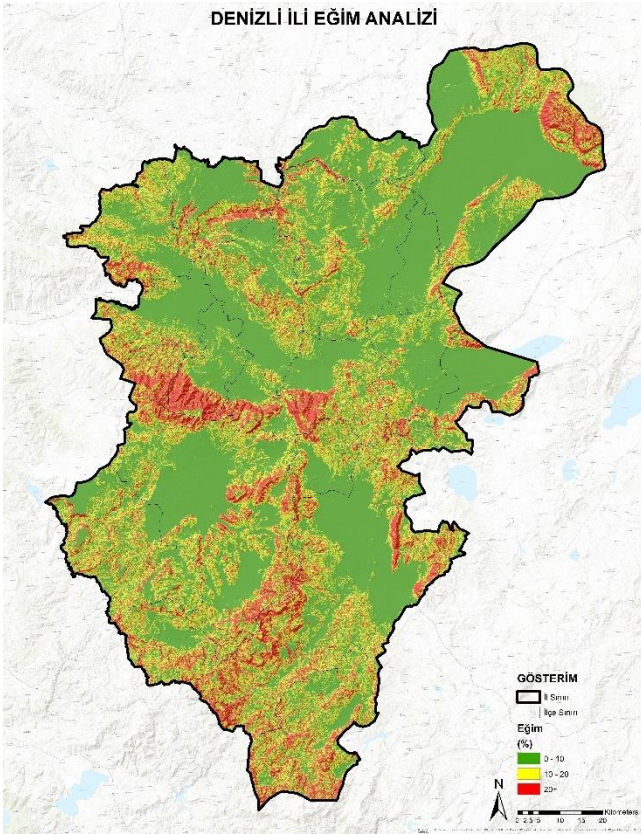 DENİZLİ İLİ EĞİM ANALİZİ
GÖSTERİM
İl Sınırı
İlçe Sınırı
Eğim
(%)
0 - 10
10 - 20
20+
N
0 2,5 5 10 15 20
Kilometers